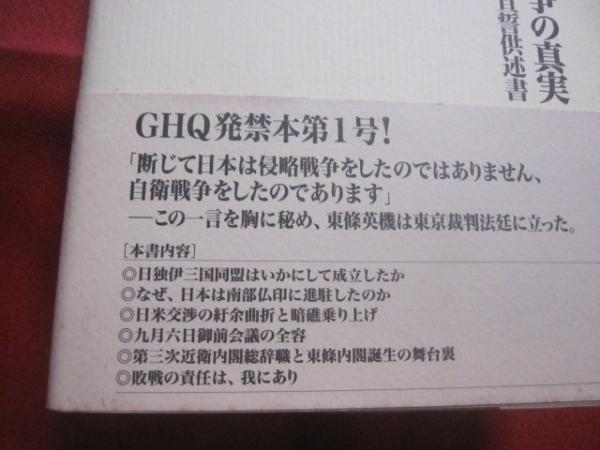 争の真実
宣誓供述書
GHQ発禁本第1号!
「断じて日本は侵略戦争をしたのではありません、
自衛戦争をしたのであります」
──この一言を胸に秘め、東條英機は東京裁判法廷に立った。
[本書内容]
◎日独伊三国同盟はいかにして成立したか
◎なぜ、日本は南部仏印に進駐したのか
◎日米交渉の紆余曲折と暗礁乗り上げ
◎九月六日御前会議の全容
◎第三次近衛内閣総辞職と東條内閣誕生の舞台裏
◎敗戦の責任は、我にあり